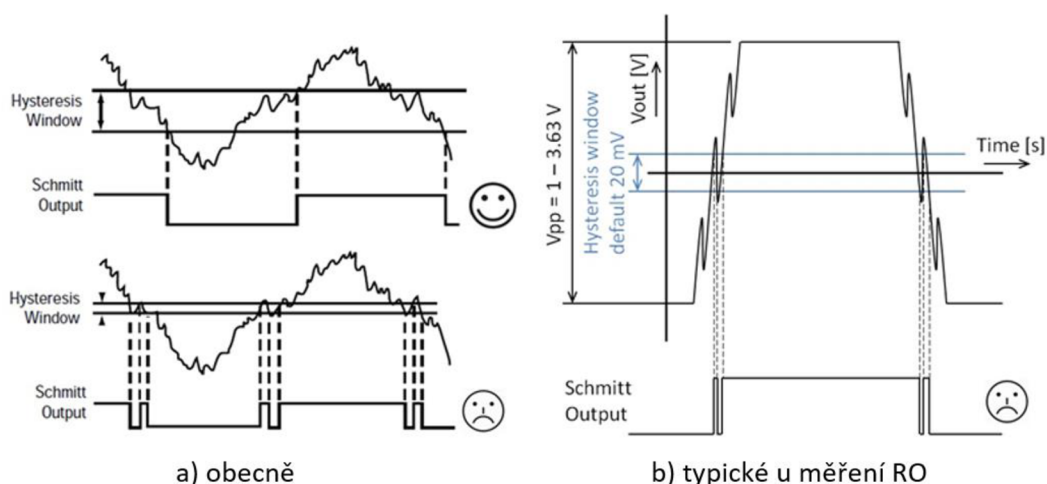 Hysteresis
Window
Schmitt
Output
Hysteresis
Window
Schmitt
Output
a) obecně
Vpp = 1 – 3.63 V
Hysteresis window
default 20 mV
Vout [V]
Time [s]
Schmitt
Output
b) typické u měření RO